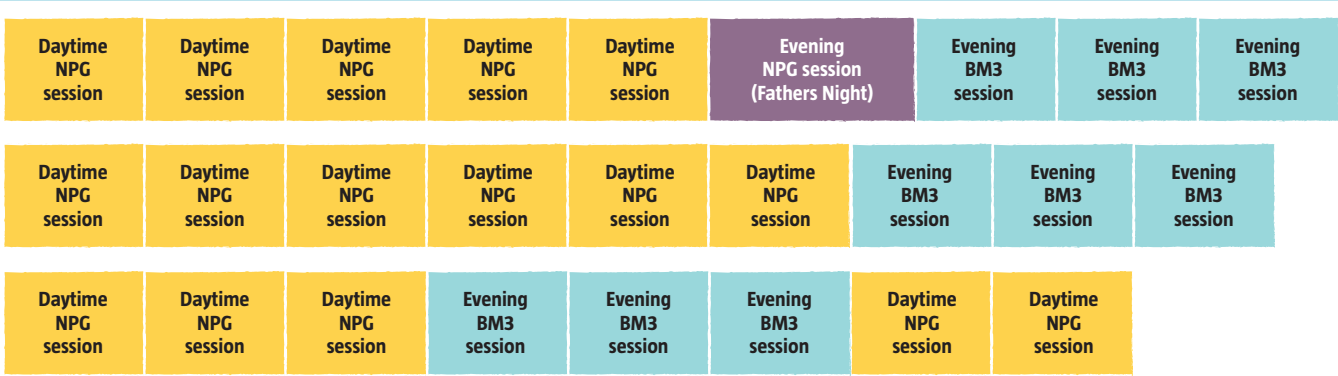 Daytime
NPG
session
Daytime
NPG
session
Daytime
NPG
session
Daytime
NPG
session
Daytime
NPG
session
Evening
NPG session
(Fathers Night)
Evening
BM3
session
Evening
BM3
session
Evening
BM3
session
Daytime
NPG
session
Daytime
NPG
session
Daytime
NPG
session
Daytime
NPG
session
Daytime
NPG
session
Daytime
NPG
session
Evening
BM3
session
Evening
BM3
session
Evening
BM3
session
Daytime
NPG
session
Daytime
NPG
session
Daytime
NPG
session
Evening
BM3
session
Evening
BM3
session
Evening
BM3
session
Daytime
NPG
session
Daytime
NPG
session